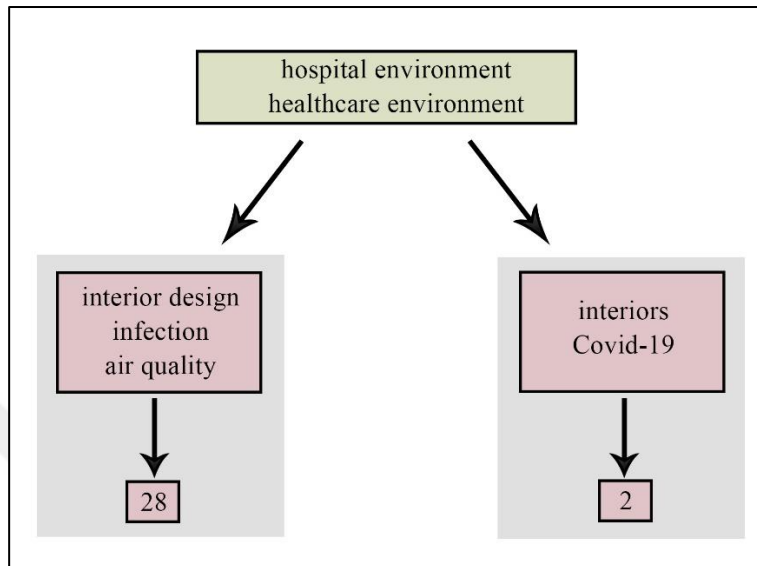 hospital environment
healthcare environment
interior design
infection
air quality
28
interiors
Covid-19
2